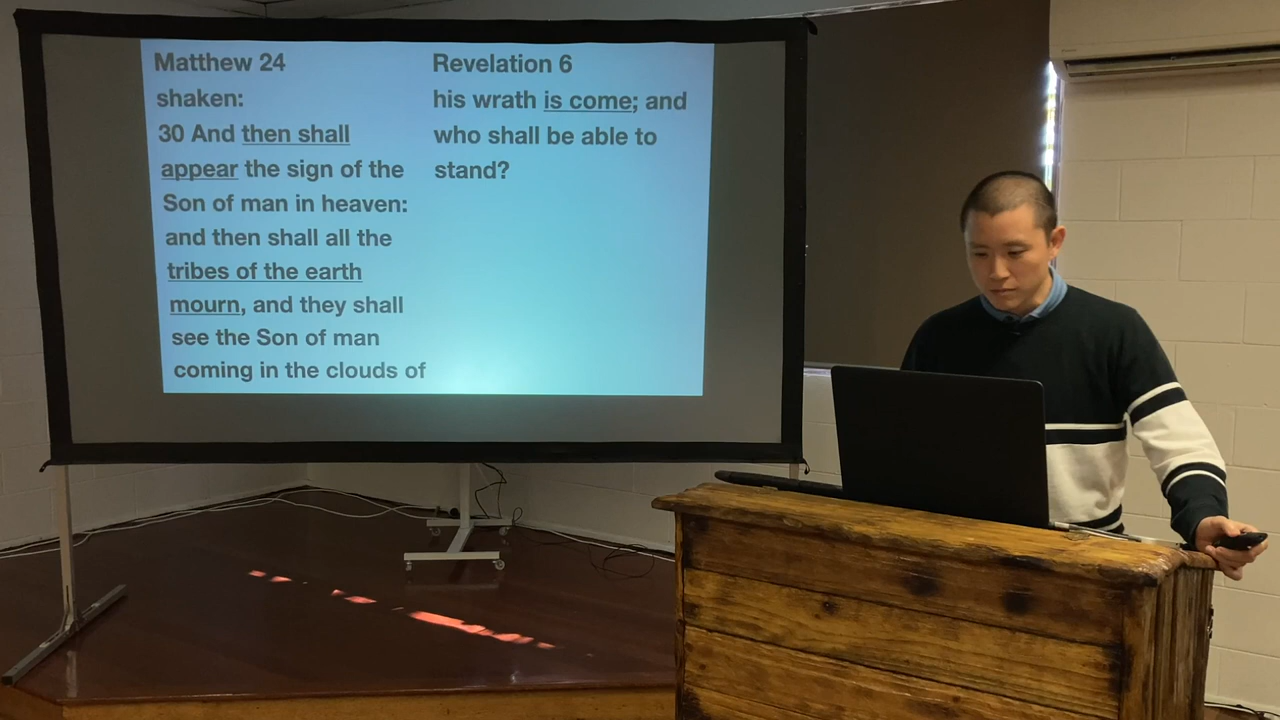 Matthew 24
shaken:
30 And then shall
appear the sign of the
Son of man in heaven:
and then shall all the
tribes of the earth
mourn, and they shall
see the Son of man
coming in the clouds of
Revelation 6
his wrath is come; and
who shall be able to
stand?